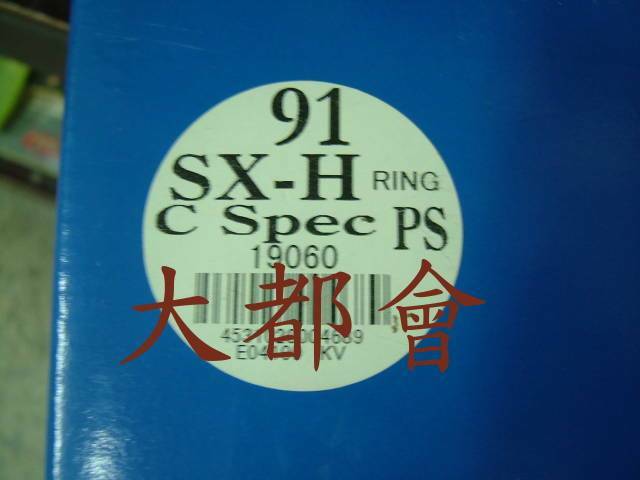 91
SX-H RING
C Spec PS
19060
大都會